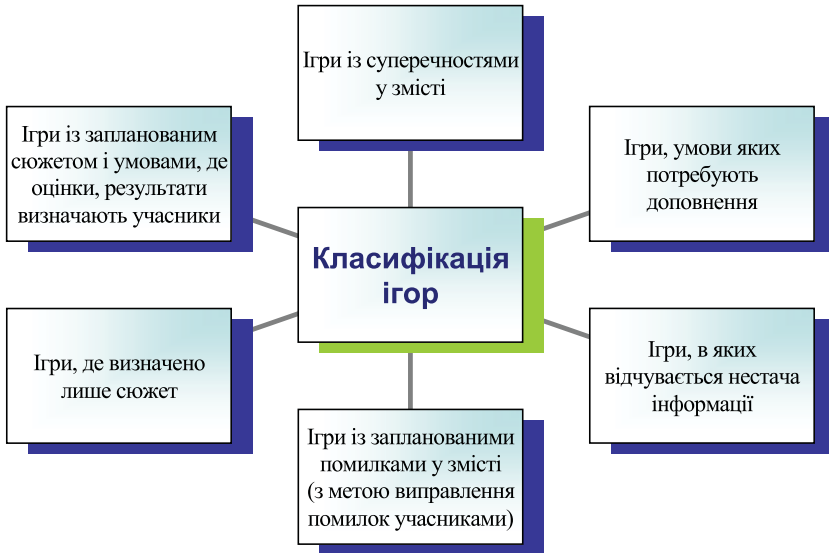 Ігри із суперечностями
у змісті
Ігри із запланованим
сюжетом і умовами, де
оцінки, результати
визначають учасники
Ігри, умови яких
потребують
доповнення
Класифікація
ігор
Ігри, де визначено
лише сюжет
Ігри, в яких
відчувається нестача
інформації
Ігри із запланованими
помилками у змісті
(з метою виправлення
помилок учасниками)